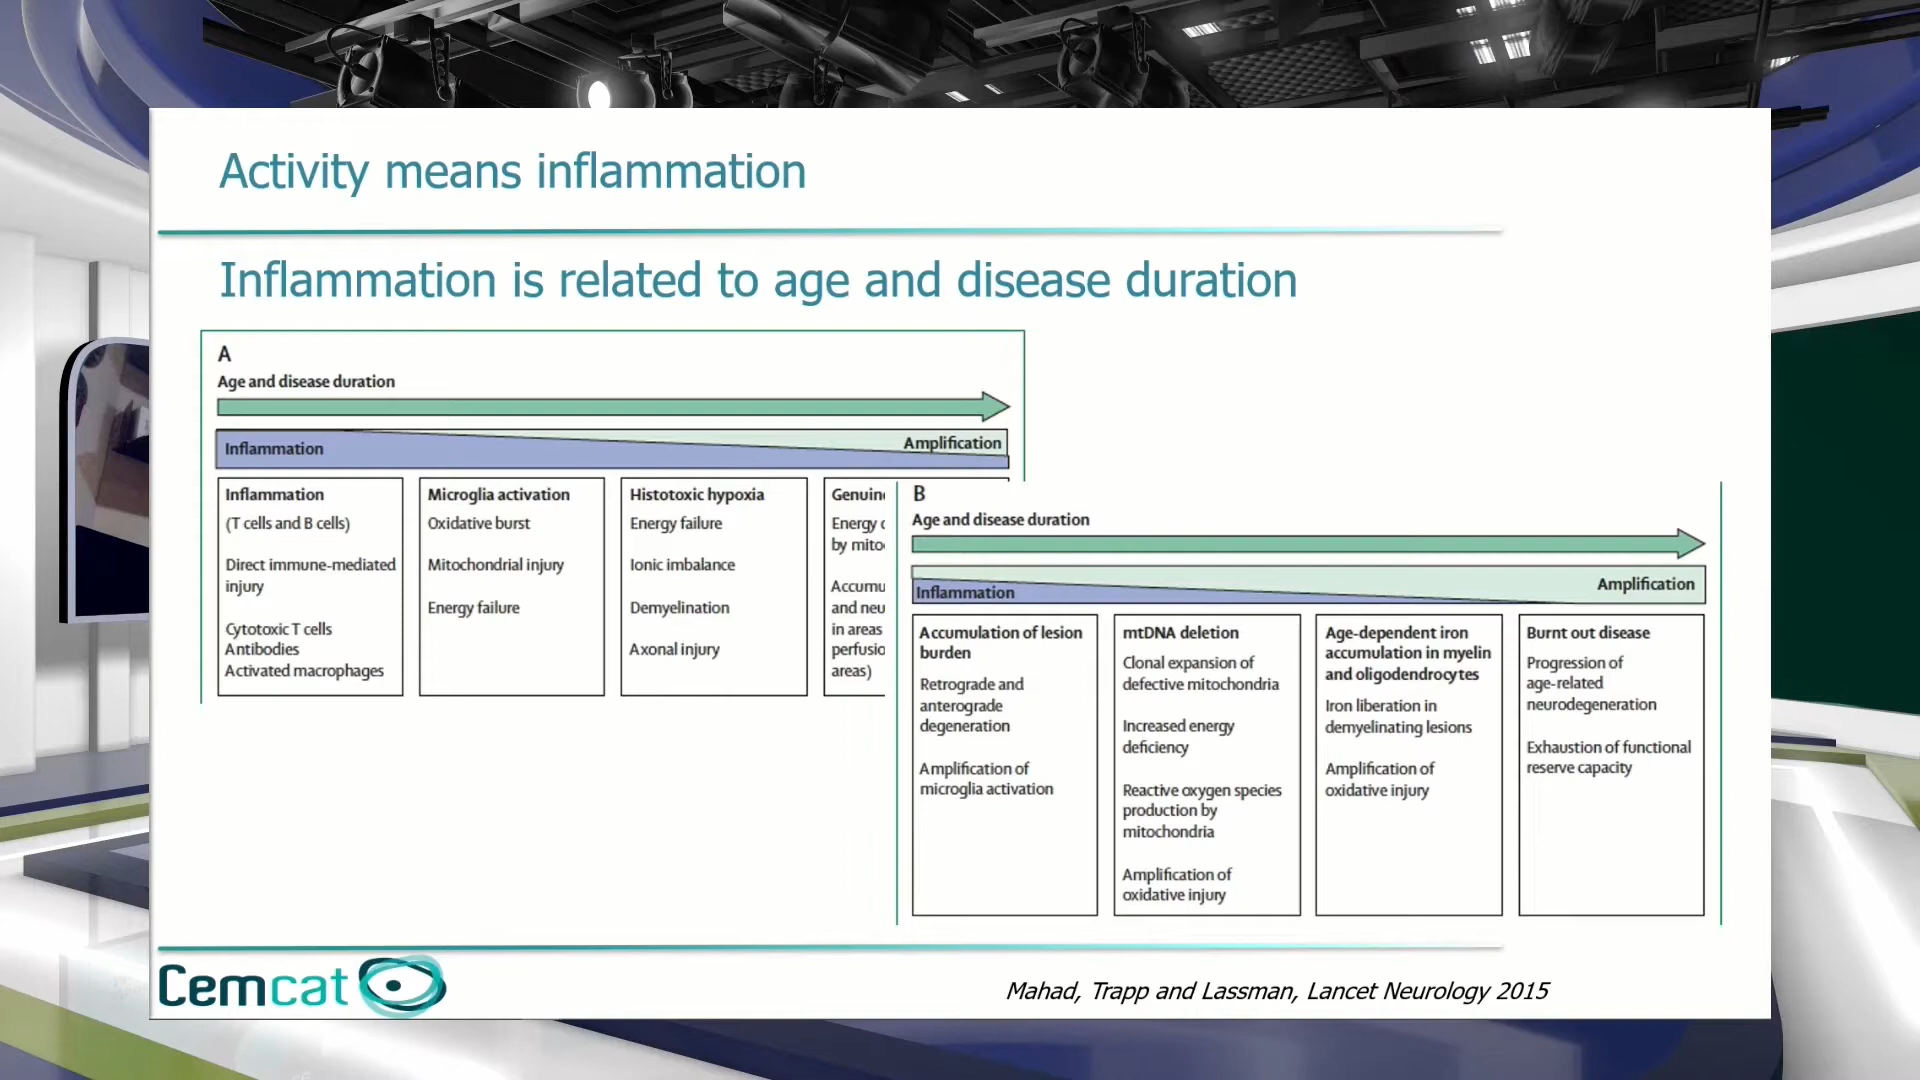 Activity means inflammation
Inflammation is related to age and disease duration
A
Age and disease duration
Inflammation
Amplification
Inflammation
(T cells and B cells)
Direct immune-mediated
injury
Cytotoxic T cells
Antibodies
Activated macrophages
Microglia activation
Oxidative burst
Mitochondrial injury
Energy failure
Histotoxic hypoxia
Energy failure
Ionic imbalance
Demyelination
Axonal injury
Energy
by
and
in areas
areas)
B
Age and disease duration
Inflammation
Amplification
Accumulation of lesion
burden
Retrograde and
anterograde
degeneration
Amplification of
microglia activation
mtDNA deletion
Clonal expansion of
defective mitochondria
Increased energy
deficiency
Reactive oxygen species
production by
mitochondria
Amplification of
oxidative injury
Age-dependent iron
accumulation in myelin
and oligodendrocytes
Iron liberation in
demyelinating lesions
Amplification of
oxidative injury
Burnt out disease
Progression of
age-related
neurodegeneration
Exhaustion of functional
reserve capacity
Cemcat
Mahad, Trapp and Lassman, Lancet Neurology 2015